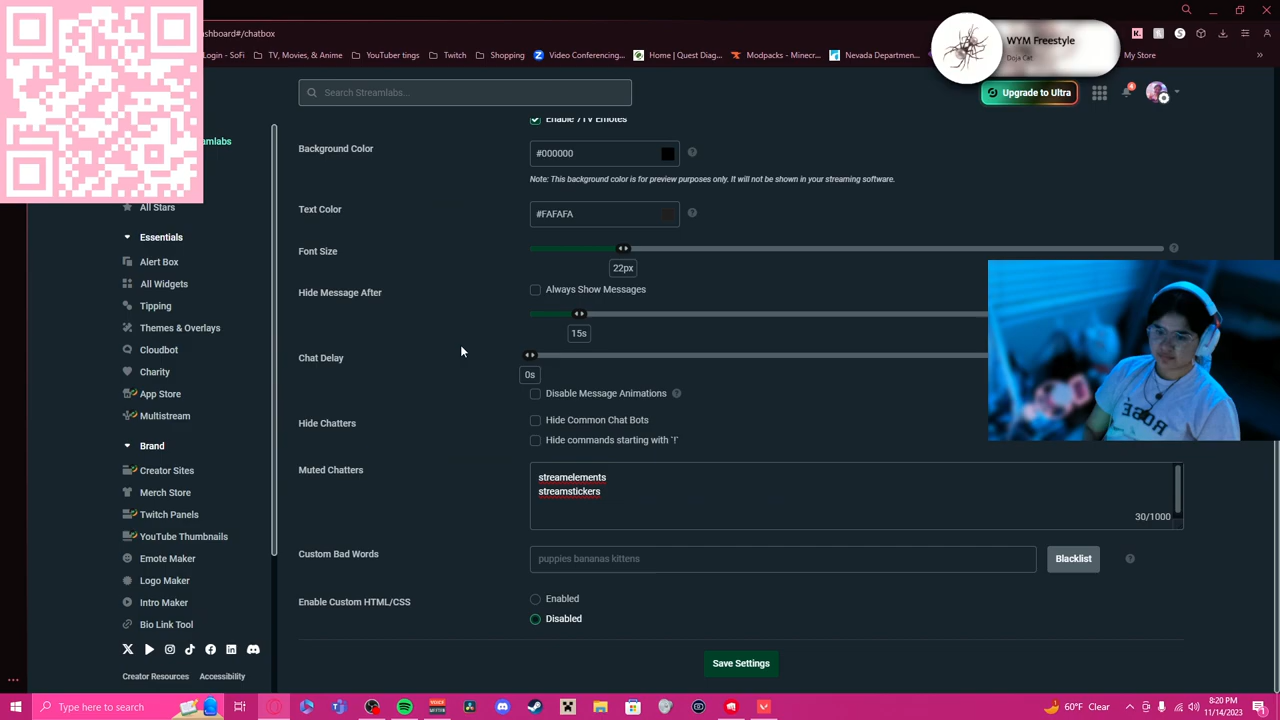 ashboard#/chatbox
Login - SoFi
TV, Movies, & Anime
YouTuber tings
Twitch
Shopping
Video Conferencing...
Home | Quest Diag...
Modpacks - Minecr...
Nevada Departmen...
My Store
WYM Freestyle
Doja Cat
Search Streamlabs...
Upgrade to Ultra
4
amlabs
All Stars
Essentials
Alert Box
All Widgets
Tipping
Themes & Overlays
Cloudbot
Charity
App Store
Multistream
Brand
Creator Sites
Merch Store
Twitch Panels
YouTube Thumbnails
Emote Maker
Logo Maker
Intro Maker
Bio Link Tool
Creator Resources
Accessibility
Enable 7TV Emotes
Background Color
#000000
Note: This background color is for preview purposes only. It will not be shown in your streaming software.
Text Color
#FAFAFA
Font Size
22px
Hide Message After
Always Show Messages
15s
Chat Delay
0s
Disable Message Animations
Hide Chatters
Hide Common Chat Bots
Hide commands starting with `!`
Muted Chatters
streamelements
streamstickers
30/1000
Custom Bad Words
puppies bananas kittens
Blacklist
Enable Custom HTML/CSS
Enabled
Disabled
Save Settings
Type here to search
60°F Clear
8:20 PM
11/14/2023